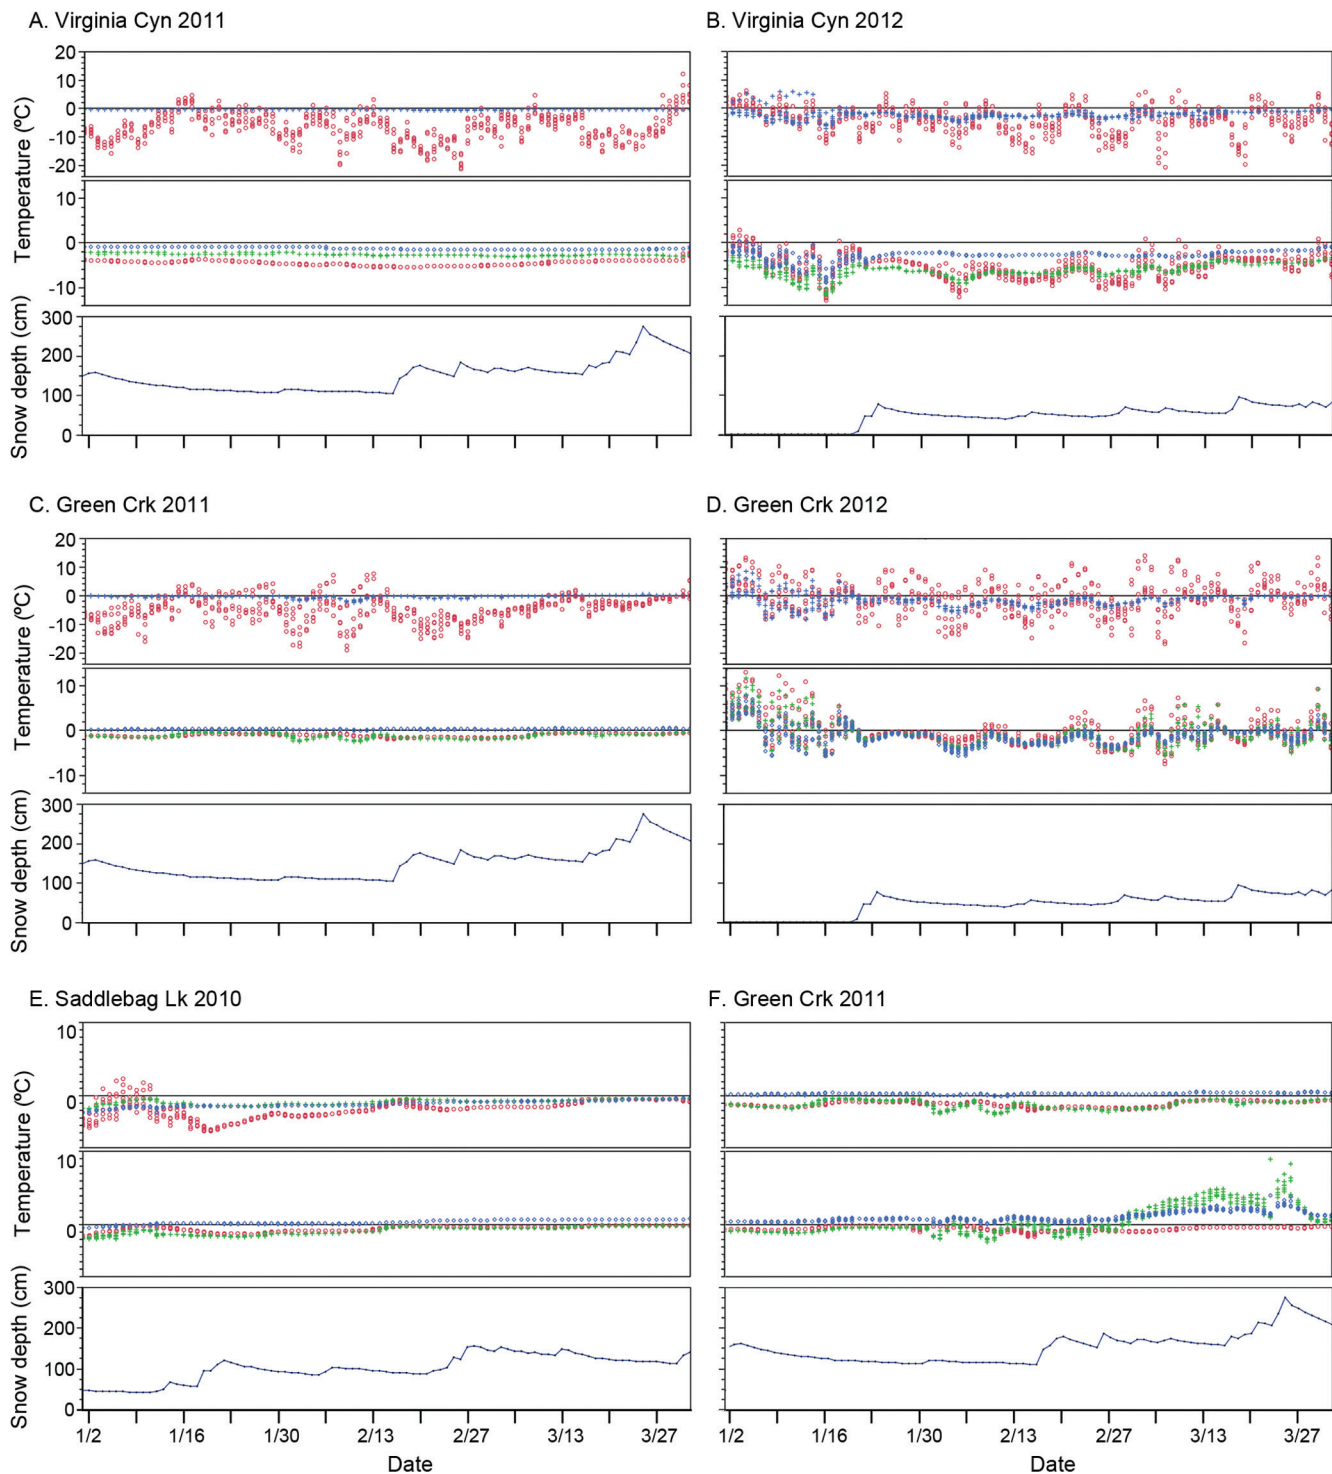 A. Virginia Cyn 2011
20
10
0
-10
-20
Temperature (ºC)
10
0
-10
Snow depth (cm)
300
200
100
0
B. Virginia Cyn 2012
C. Green Crk 2011
20
10
0
-10
-20
Temperature (ºC)
10
0
-10
Snow depth (cm)
300
200
100
0
D. Green Crk 2012
E. Saddlebag Lk 2010
10
0
Temperature (ºC)
10
0
Snow depth (cm)
300
200
100
0
1/2 1/16 1/30 2/13 2/27 3/13 3/27
Date
F. Green Crk 2011
1/2 1/16 1/30 2/13 2/27 3/13 3/27
Date